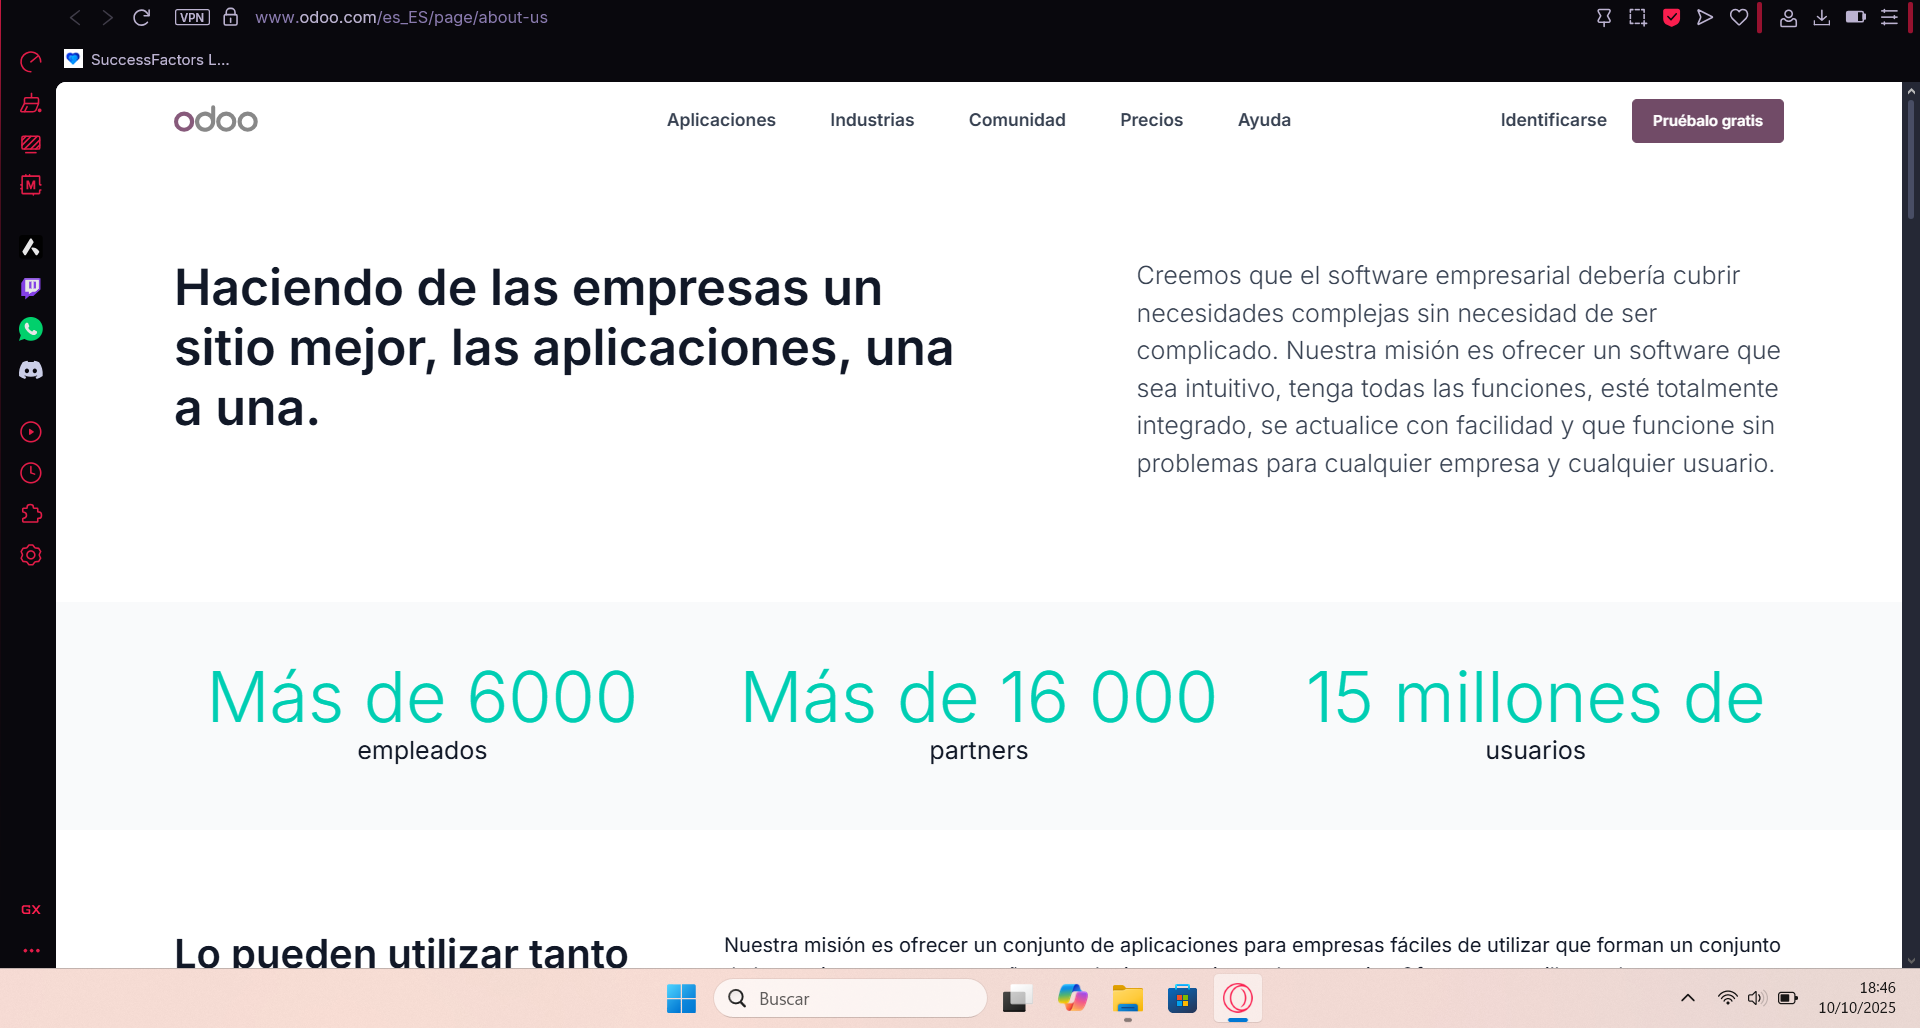 VPN
www.odoo.com/es_ES/page/about-us
SuccessFactors L...
odoo
Aplicaciones
Industrias
Comunidad
Precios
Ayuda
Identificarse
Pruébalo gratis
Haciendo de las empresas un
sitio mejor, las aplicaciones, una
a una.
Creemos que el software empresarial debería cubrir
necesidades complejas sin necesidad de ser
complicado. Nuestra misión es ofrecer un software que
sea intuitivo, tenga todas las funciones, esté totalmente
integrado, se actualice con facilidad y que funcione sin
problemas para cualquier empresa y cualquier usuario.
Más de 6000
empleados
Más de 16 000
partners
15 millones de
usuarios
Lo pueden utilizar tanto
Nuestra misión es ofrecer un conjunto de aplicaciones para empresas fáciles de utilizar que forman un conjunto
M
GX
Buscar
18:46
10/10/2025